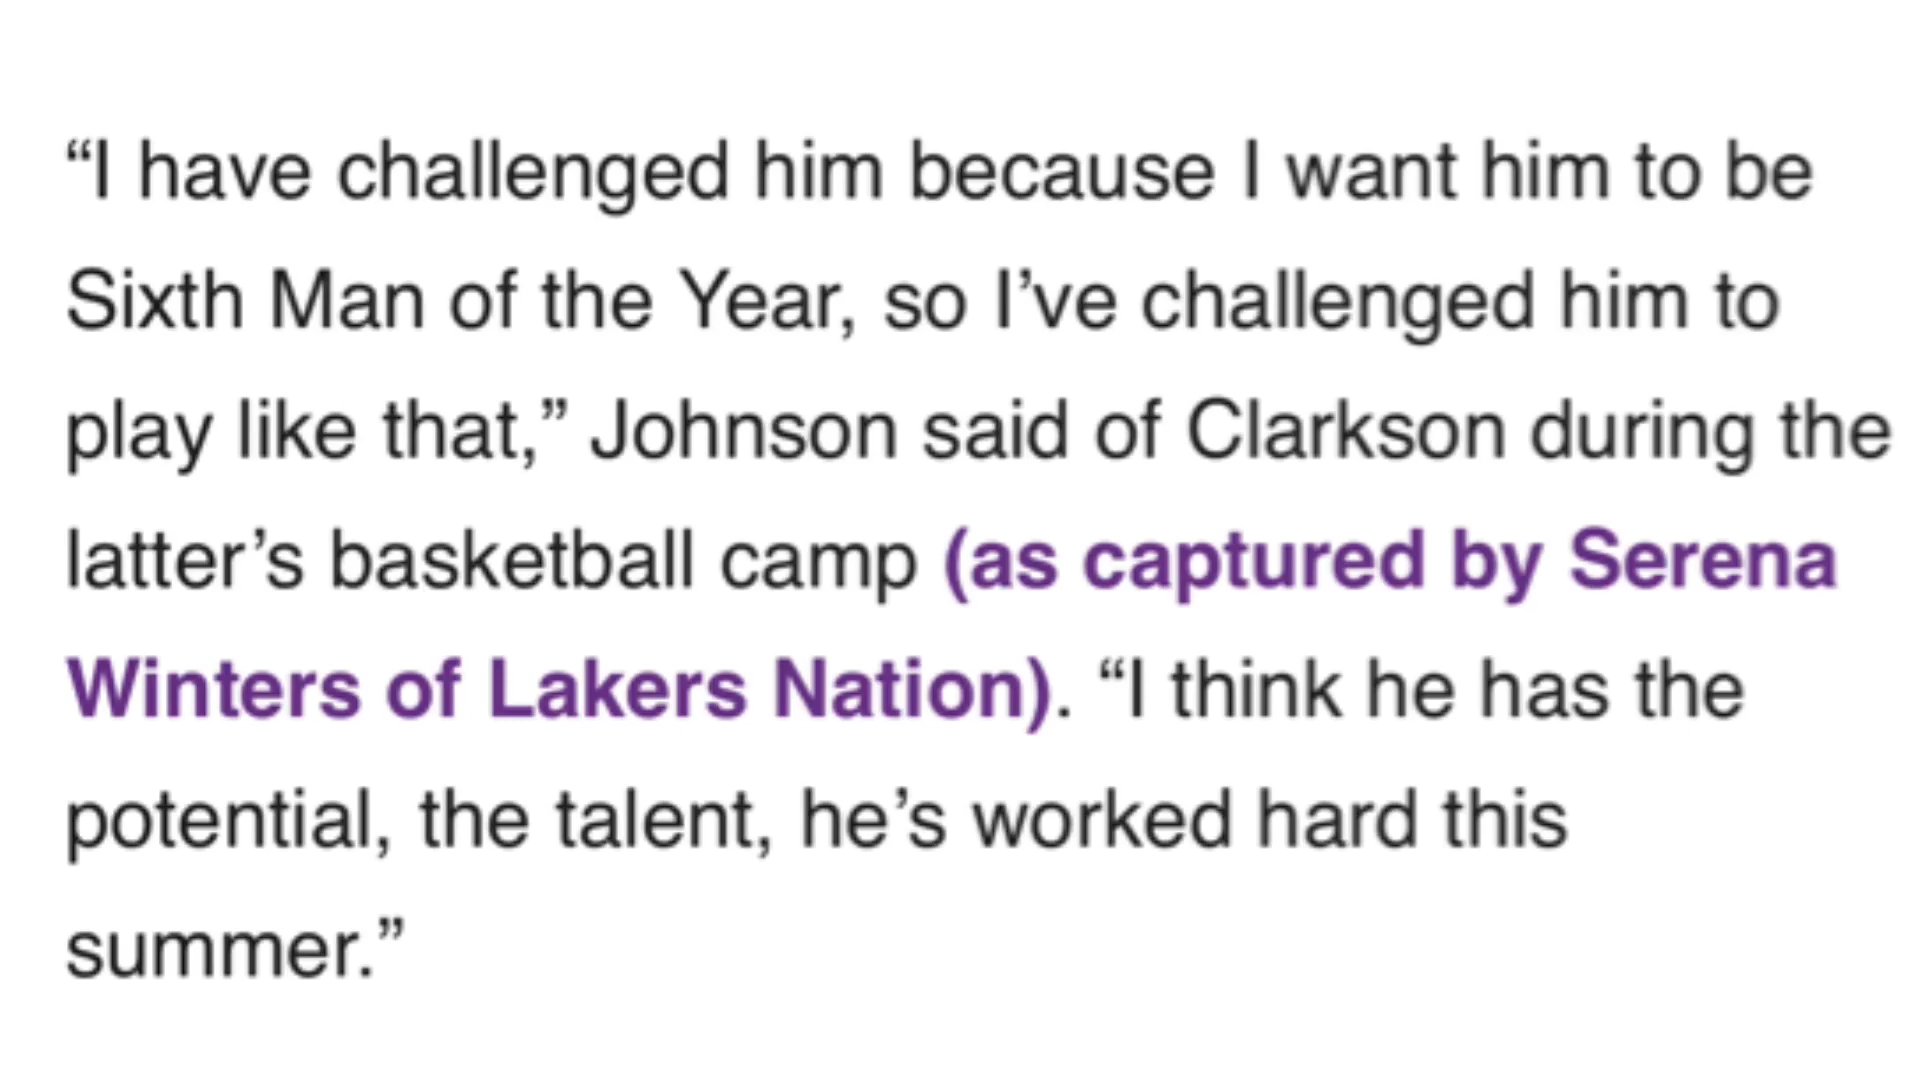 “I have challenged him because I want him to be
Sixth Man of the Year, so I’ve challenged him to
play like that,” Johnson said of Clarkson during the
latter’s basketball camp (as captured by Serena
Winters of Lakers Nation). “I think he has the
potential, the talent, he’s worked hard this
summer.”